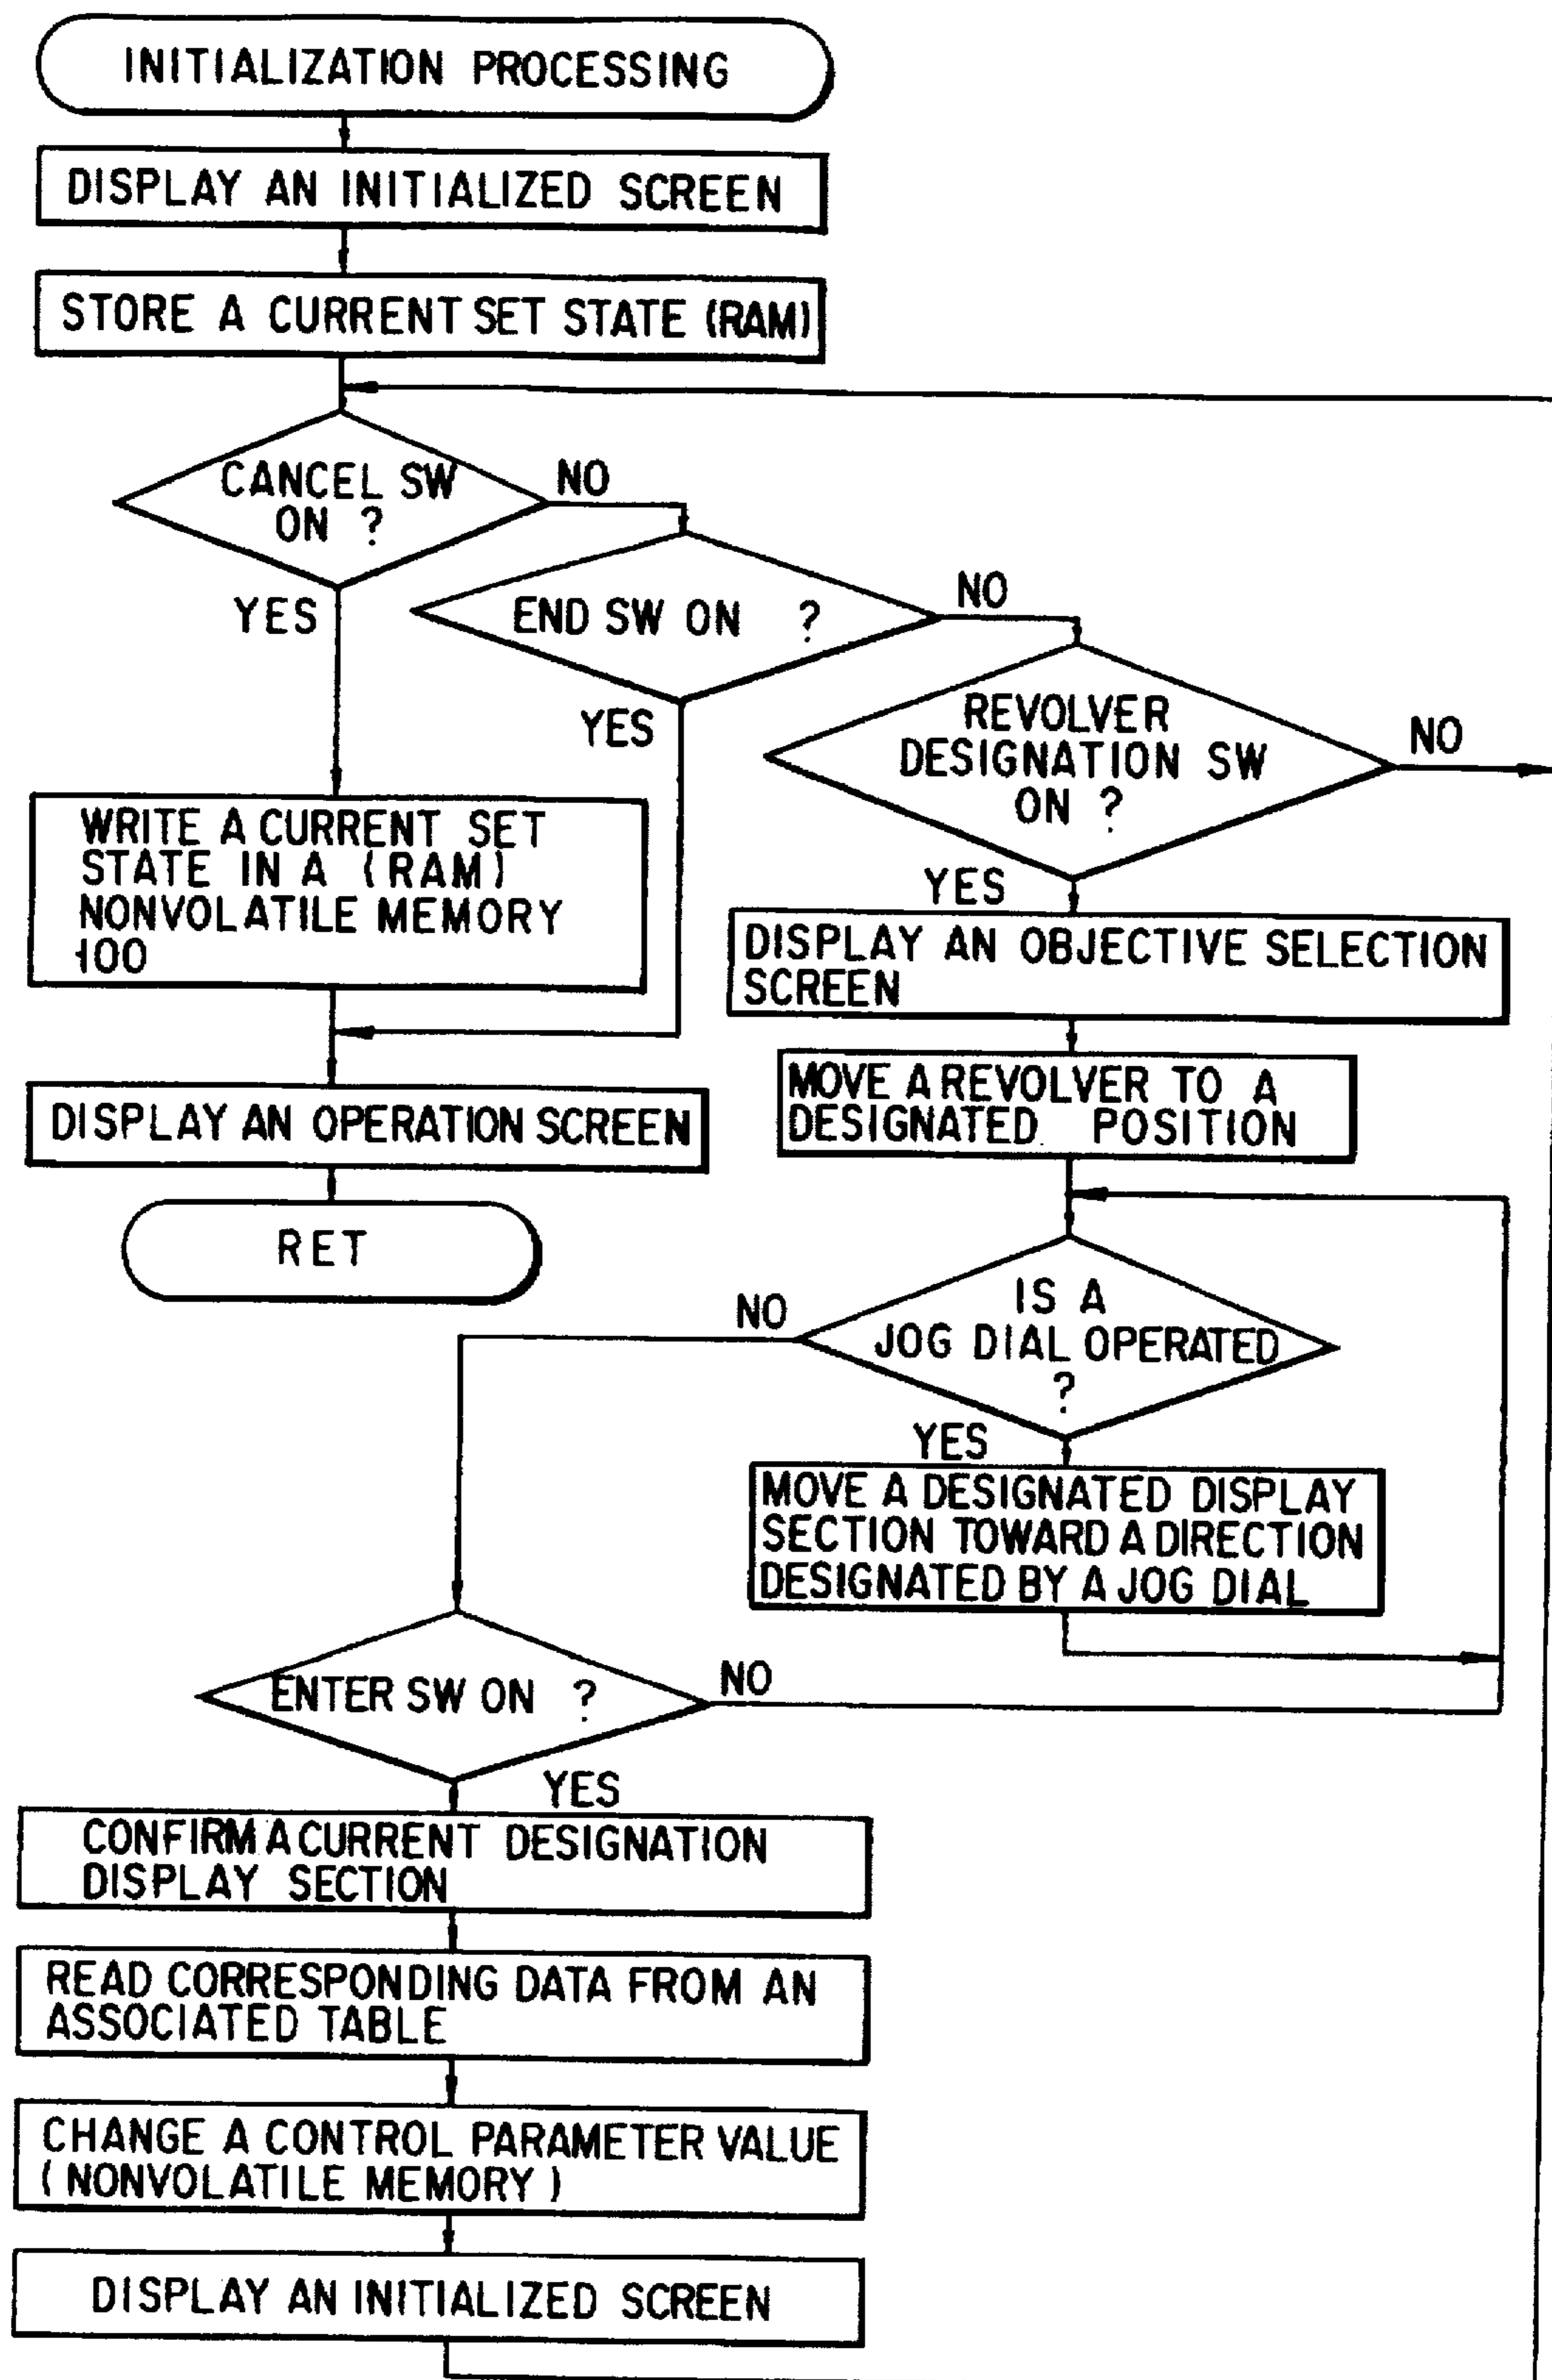 INITIALIZATION PROCESSING
DISPLAY AN INITIALIZED SCREEN
STORE A CURRENT SET STATE (RAM)
CANCEL SW
ON ?
NO
YES
END SW ON ?
NO
YES
REVOLVER
DESIGNATION SW
ON ?
NO
YES
WRITE A CURRENT SET
STATE IN A (RAM)
NONVOLATILE MEMORY
100
DISPLAY AN OPERATION SCREEN
RET
DISPLAY AN OBJECTIVE SELECTION
SCREEN
MOVE A REVOLVER TO A
DESIGNATED POSITION
IS A
JOG DIAL OPERATED
?
NO
YES
MOVE A DESIGNATED DISPLAY
SECTION TOWARD A DIRECTION
DESIGNATED BY A JOG DIAL
ENTER SW ON ?
NO
YES
CONFIRM A CURRENT DESIGNATION
DISPLAY SECTION
READ CORRESPONDING DATA FROM AN
ASSOCIATED TABLE
CHANGE A CONTROL PARAMETER VALUE
(NONVOLATILE MEMORY)
DISPLAY AN INITIALIZED SCREEN